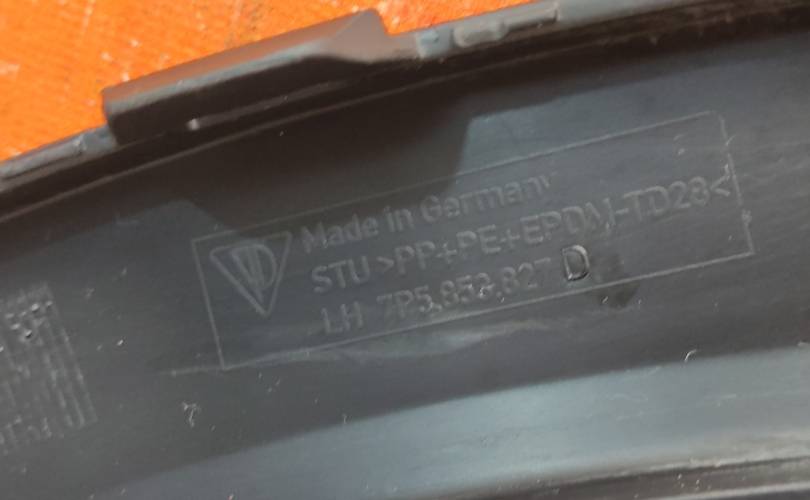 Made in Germany
STU >PP+PE+EPDM-TD28<
LH 7P5.853.827 D